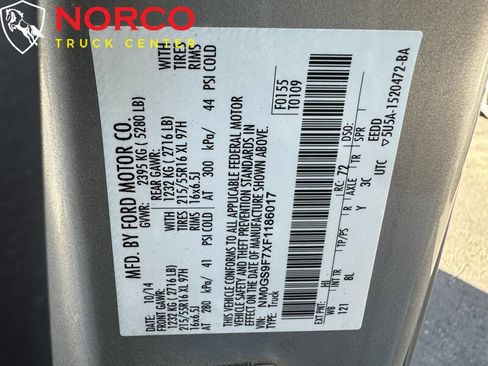 NORCO
TRUCK CENTER
MFD. BY FORD MOTOR CO.
10/14 GVWR: 2395 KG ( 5280 LB)
FRONT GAWR: REAR GAWR:
1232 KG (2716 LB) WITH 1232 KG (2716 LB) WITH
215/55R16 XL 97H TIRES 215/55R16 XL 97H TIRES
16x6.5J RIMS 16x6.5J RIMS
AT 280 kPa/ 41 PSI COLD AT 300 kPa/ 44 PSI COLD
THIS VEHICLE CONFORMS TO ALL APPLICABLE FEDERAL MOTOR
VEHICLE SAFETY AND THEFT PREVENTION STANDARDS IN
EFFECT ON THE DATE OF MANUFACTURE SHOWN ABOVE.
VIN: NM0GS9F7XF1186017 F0155
TYPE: Truck T0109
EXT PNT: HN RC: 72 DSO:
WB INT TR TP/PS R AXLE TR SPR
121 BL Y 3C EEDD
5U5A-1520472-BA